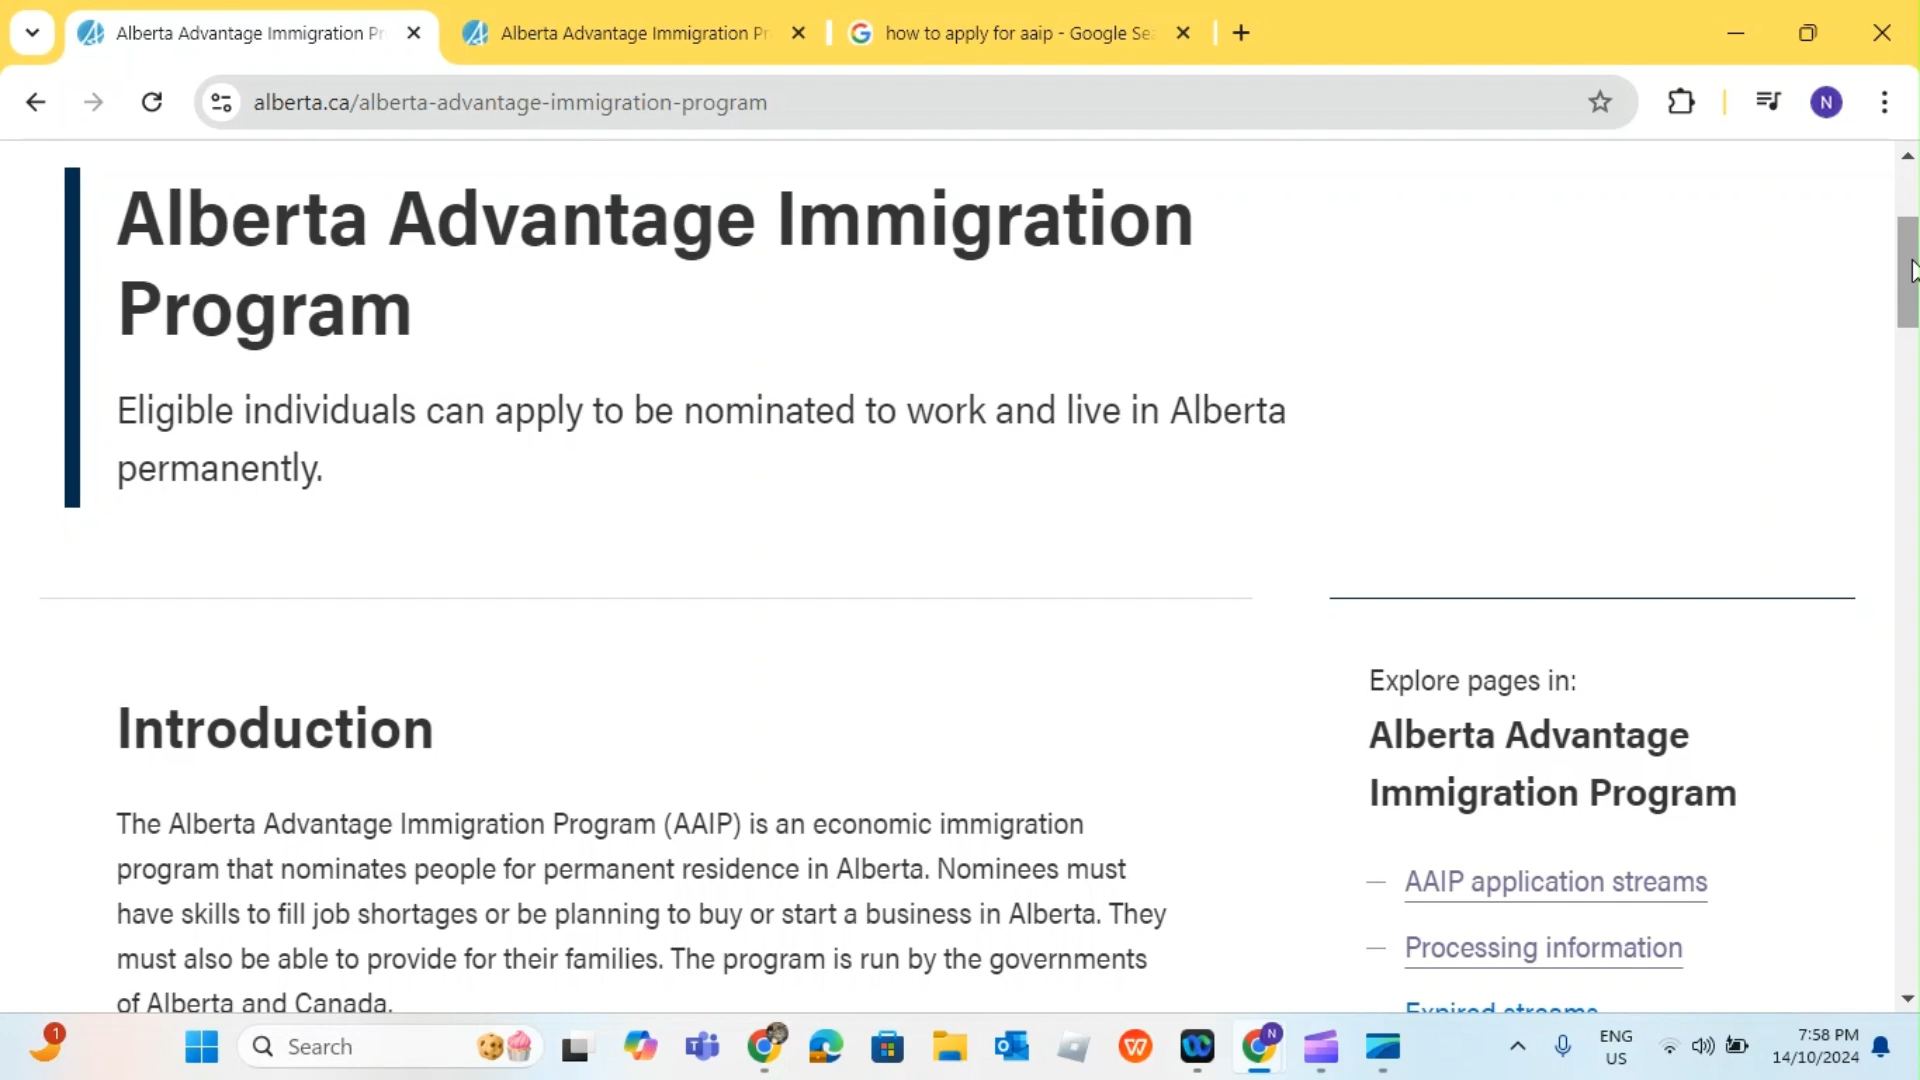 Alberta Advantage Immigration Pr
Alberta Advantage Immigration P
how to apply for aaip - Google Sea
alberta.ca/alberta-advantage-immigration-program
N
Alberta Advantage Immigration
Program
Eligible individuals can apply to be nominated to work and live in Alberta
permanently.
Introduction
The Alberta Advantage Immigration Program (AAIP) is an economic immigration
program that nominates people for permanent residence in Alberta. Nominees must
have skills to fill job shortages or be planning to buy or start a business in Alberta. They
must also be able to provide for their families. The program is run by the governments
of Alberta and Canada.
Explore pages in:
Alberta Advantage
Immigration Program
AAIP application streams
Processing information
Expired streams
1
Search
N
ENG
US
7:58 PM
14/10/2024